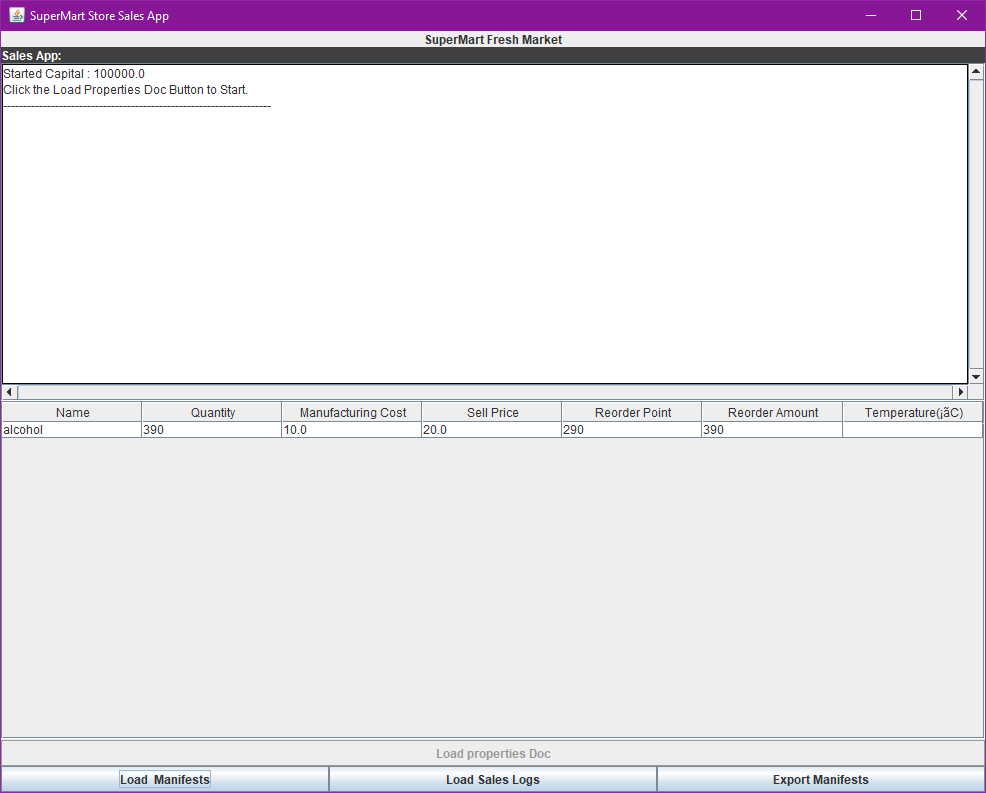 SuperMart Store Sales App
SuperMart Fresh Market
Sales App:
Started Capital : 100000.0
Click the Load Properties Doc Button to Start.
-------------------------------------------------------------------
Name Quantity Manufacturing Cost Sell Price Reorder Point Reorder Amount Temperature(¡ãC)
alcohol 390 10.0 20.0 290 390
Load properties Doc
Load  Manifests Load Sales Logs Export Manifests